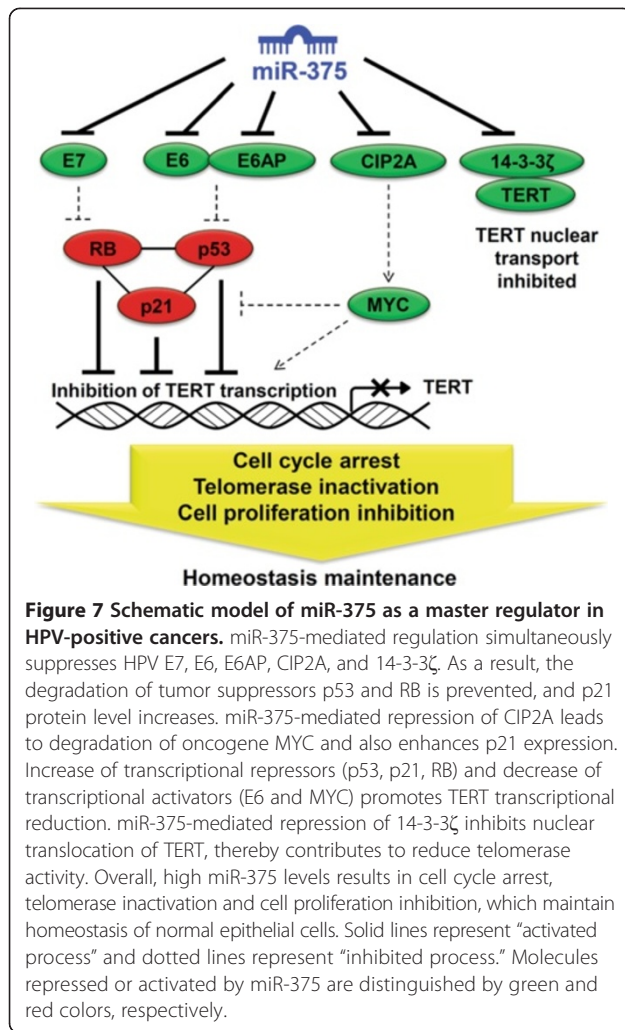 miR-375
E7 E6 E6AP CIP2A 14-3-3ζ
TERT
TERT nuclear
transport
inhibited
RB p53
p21 MYC
Inhibition of TERT transcription TERT
Cell cycle arrest
Telomerase inactivation
Cell proliferation inhibition
Homeostasis maintenance
Figure 7 Schematic model of miR-375 as a master regulator in
HPV-positive cancers. miR-375-mediated regulation simultaneously
suppresses HPV E7, E6, E6AP, CIP2A, and 14-3-3ζ. As a result, the
degradation of tumor suppressors p53 and RB is prevented, and p21
protein level increases. miR-375-mediated repression of CIP2A leads
to degradation of oncogene MYC and also enhances p21 expression.
Increase of transcriptional repressors (p53, p21, RB) and decrease of
transcriptional activators (E6 and MYC) promotes TERT transcriptional
reduction. miR-375-mediated repression of 14-3-3ζ inhibits nuclear
translocation of TERT, thereby contributes to reduce telomerase
activity. Overall, high miR-375 levels results in cell cycle arrest,
telomerase inactivation and cell proliferation inhibition, which maintain
homeostasis of normal epithelial cells. Solid lines represent “activated
process” and dotted lines represent “inhibited process.” Molecules
repressed or activated by miR-375 are distinguished by green and
red colors, respectively.